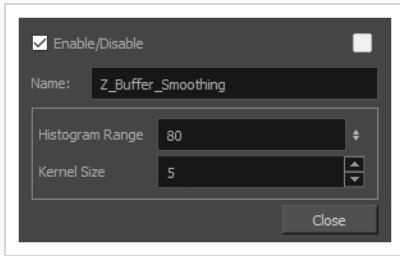 Enable/Disable
Name: Z_Buffer_Smoothing
Histogram Range 80
Kernel Size 5
Close